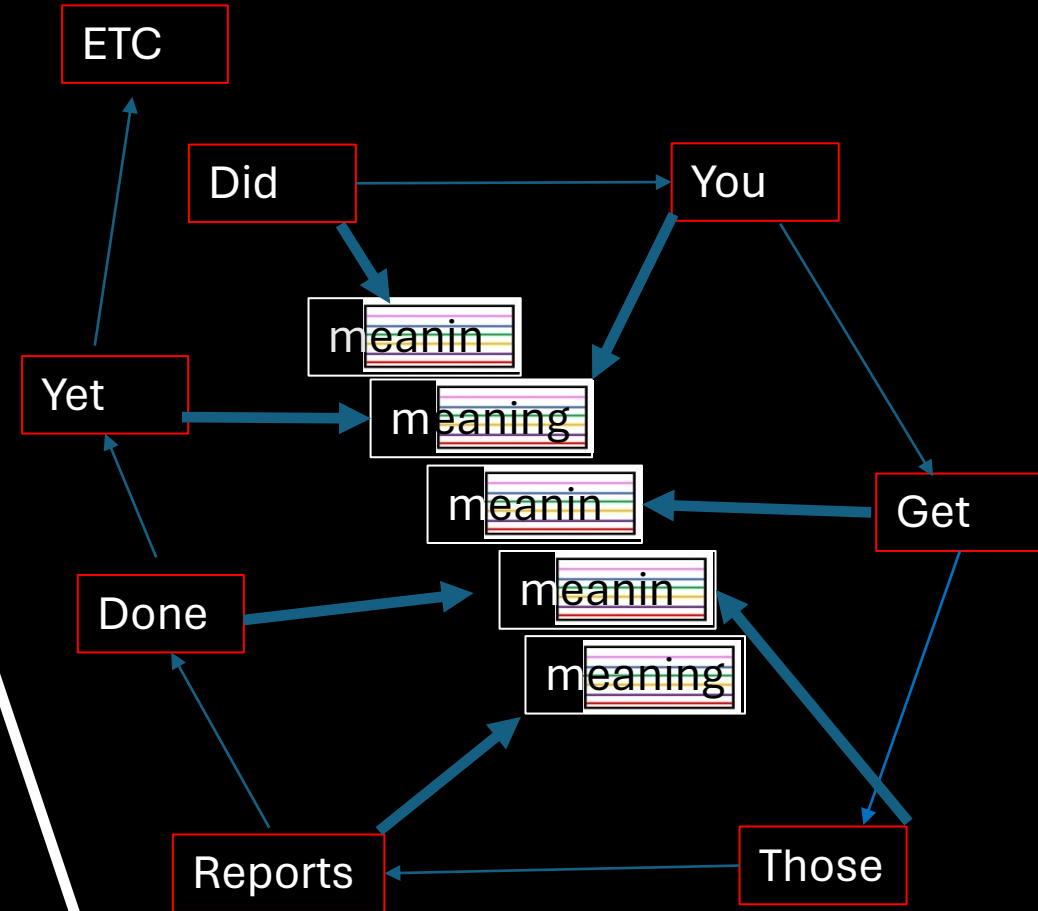 ETC
Did
You
meanin
Yet
meaning
meanin
Get
meanin
Done
meaning
Reports
Those